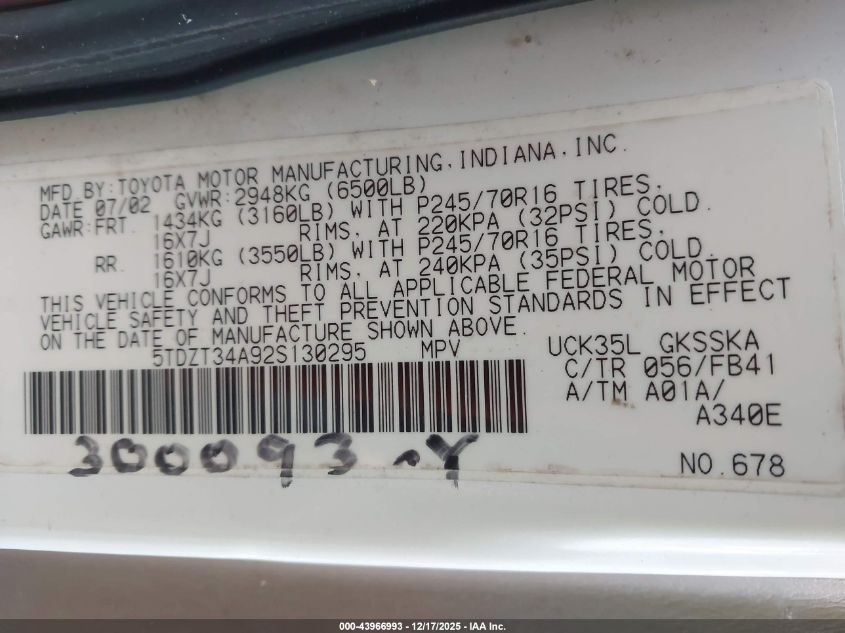 MFD.BY:TOYOTA MOTOR MANUFACTURING,INDIANA,INC.
DATE 07/02 GVWR:2948KG (6500LB)
GAWR:FRT. 1434KG (3160LB) WITH P245/70R16 TIRES,
16X7J RIMS, AT 220KPA (32PSI) COLD.
RR. 1610KG (3550LB) WITH P245/70R16 TIRES,
16X7J RIMS, AT 240KPA (35PSI) COLD.
THIS VEHICLE CONFORMS TO ALL APPLICABLE FEDERAL MOTOR
VEHICLE SAFETY AND THEFT PREVENTION STANDARDS IN EFFECT
ON THE DATE OF MANUFACTURE SHOWN ABOVE.
5TDZT34A92S130295 MPV UCK35L GKSSKA
C/TR 056/FB41
A/TM A01A/
A340E
300093
NO.678
000-43966993 - 12/17/2025 - IAA Inc.